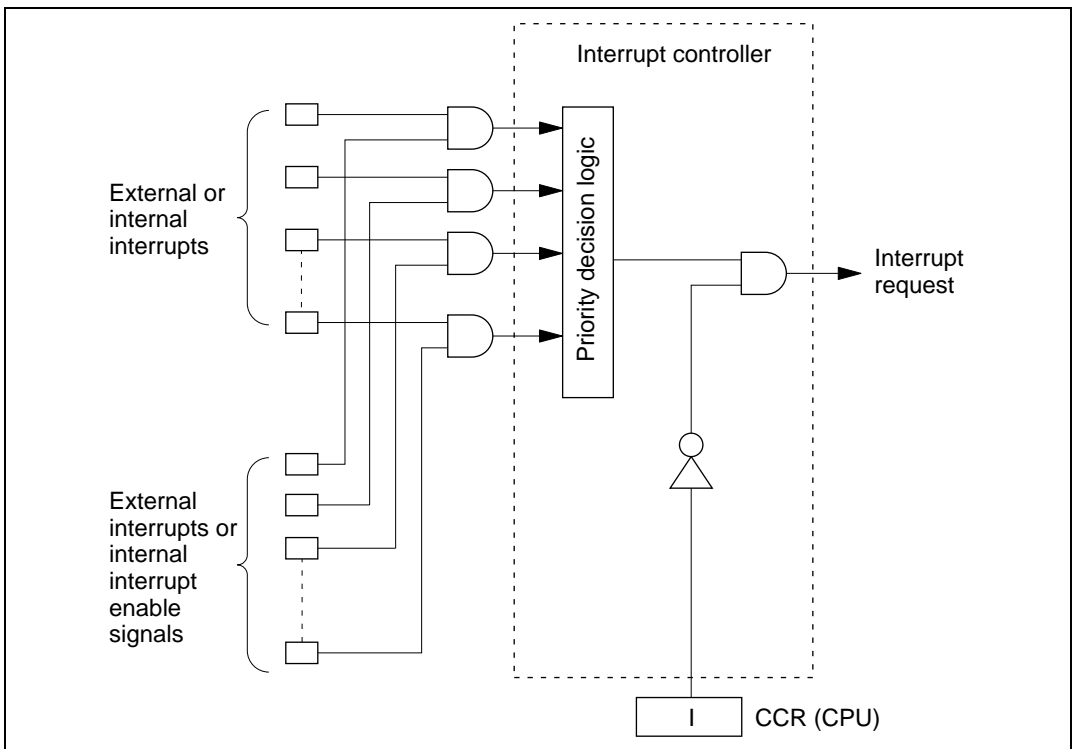 Interrupt controller
External or
internal
interrupts
Priority decision logic
Interrupt
request
External
interrupts or
internal
interrupt
enable
signals
I
CCR (CPU)